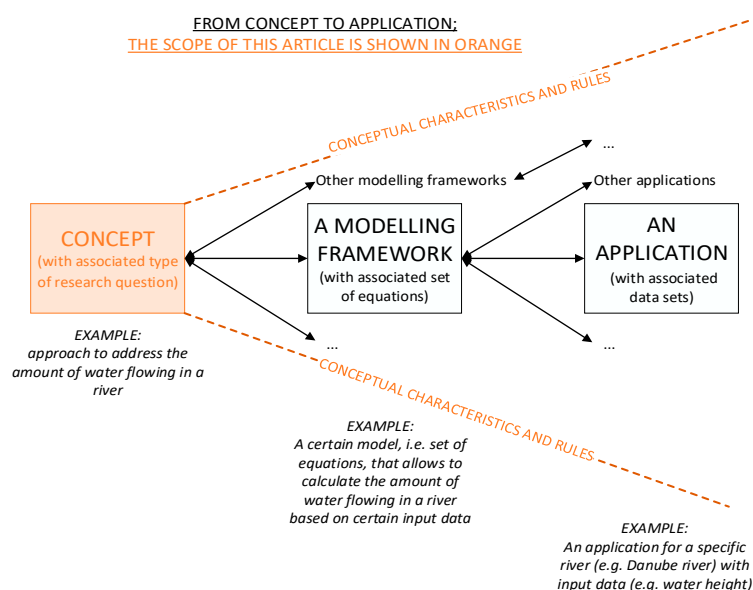 FROM CONCEPT TO APPLICATION;
THE SCOPE OF THIS ARTICLE IS SHOWN IN ORANGE
CONCEPTUAL CHARACTERISTICS AND RULES
...
Other modelling frameworks
Other applications
CONCEPT
(with associated type
of research question)
A MODELLING
FRAMEWORK
(with associated set
of equations)
AN
APPLICATION
(with associated
data sets)
...
...
EXAMPLE:
approach to address the
amount of water flowing in a
river
CONCEPTUAL CHARACTERISTICS AND RULES
EXAMPLE:
A certain model, i.e. set of
equations, that allows to
calculate the amount of
water flowing in a river
based on certain input data
EXAMPLE:
An application for a specific
river (e.g. Danube river) with
input data (e.g. water height)